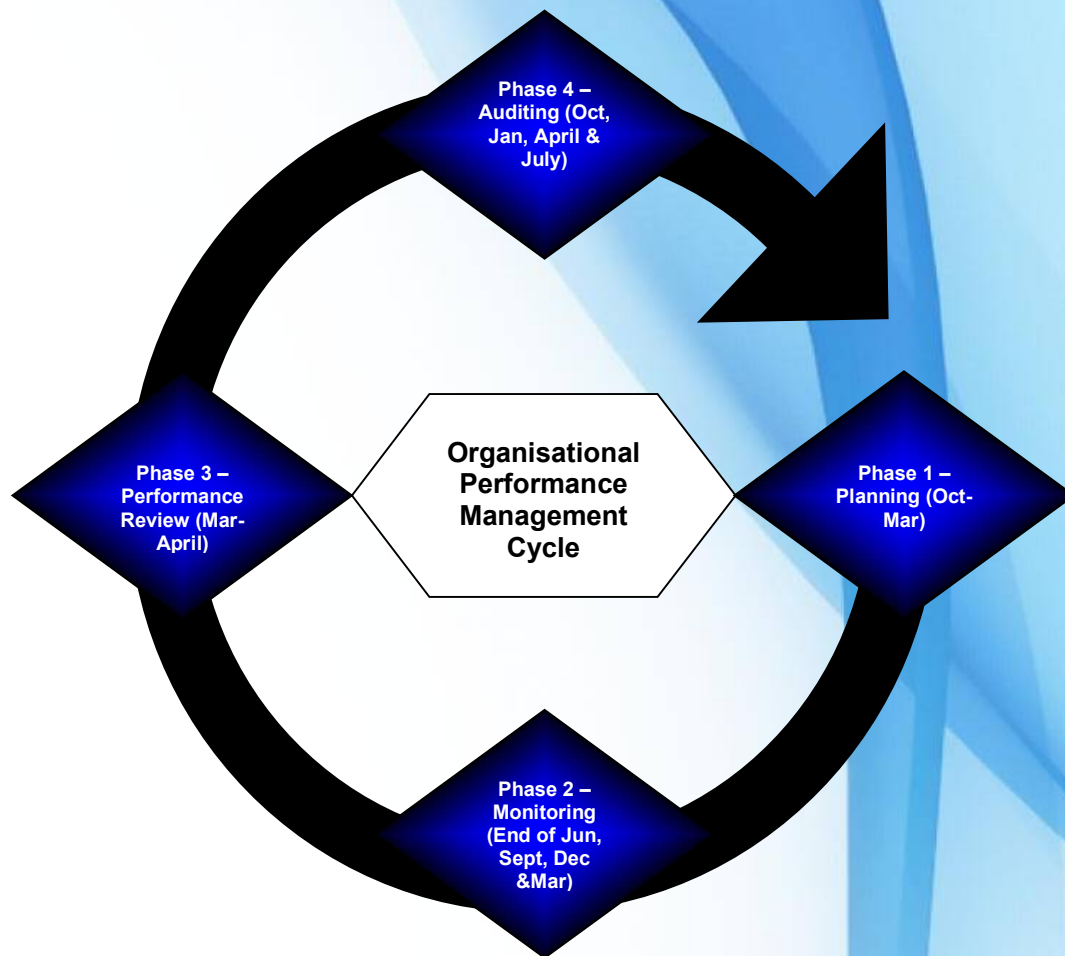 Phase 4 –
Auditing (Oct,
Jan, April &
July)
Organisational
Performance
Management
Cycle
Phase 1 –
Planning (Oct-
Mar)
Phase 2 –
Monitoring
(End of Jun,
Sept, Dec
&Mar)
Phase 3 –
Performance
Review (Mar-
April)